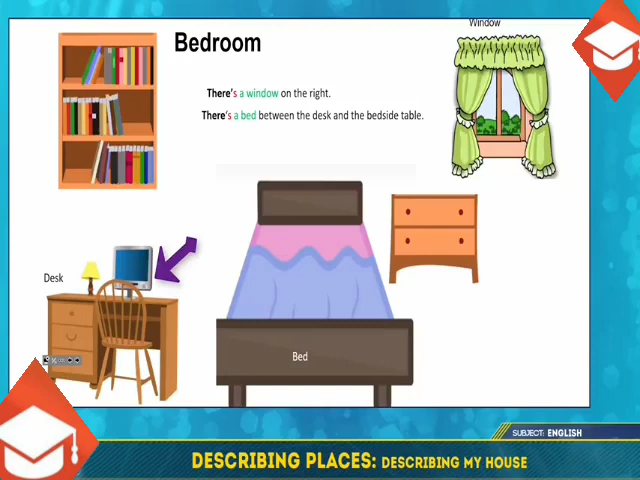 Window
Bedroom
There's a window on the right.
There's a bed between the desk and the bedside table.
Desk
Bed
SUBJECT: ENGLISH
DESCRIBING PLACES: DESCRIBING MY HOUSE